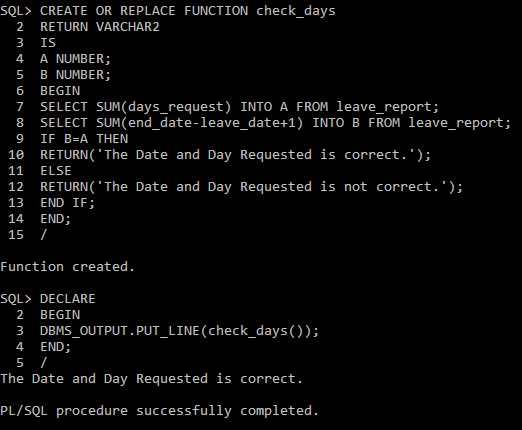 SQL> CREATE OR REPLACE FUNCTION check_days
2 RETURN VARCHAR2
3 IS
4 A NUMBER;
5 B NUMBER;
6 BEGIN
7 SELECT SUM(days_request) INTO A FROM leave_report;
8 SELECT SUM(end_date-leave_date+1) INTO B FROM leave_report;
9 IF B=A THEN
10 RETURN('The Date and Day Requested is correct.');
11 ELSE
12 RETURN('The Date and Day Requested is not correct.');
13 END IF;
14 END;
15 /
Function created.
SQL> DECLARE
2 BEGIN
3 DBMS_OUTPUT.PUT_LINE(check_days());
4 END;
5 /
The Date and Day Requested is correct.
PL/SQL procedure successfully completed.